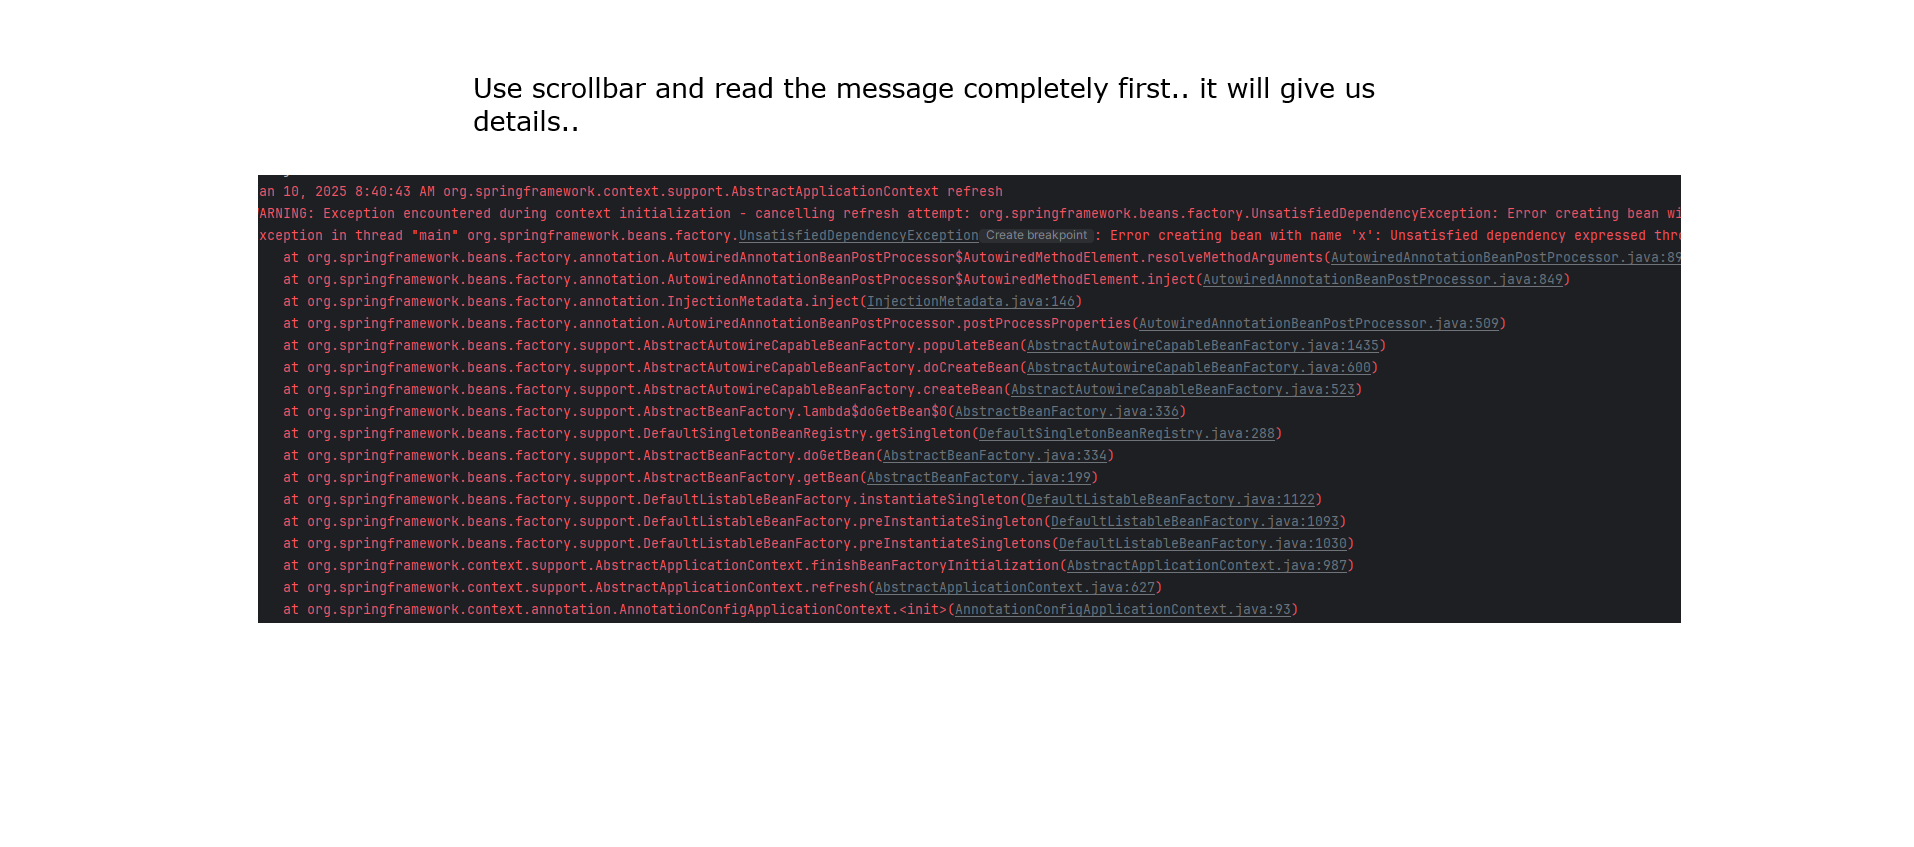 Use scrollbar and read the message completely first.. it will give us
details..
an 10, 2025 8:40:43 AM org.springframework.context.support.AbstractApplicationContext refresh
ARNING: Exception encountered during context initialization - cancelling refresh attempt: org.springframework.beans.factory.UnsatisfiedDependencyException: Error creating bean wi
xception in thread "main" org.springframework.beans.factory.UnsatisfiedDependencyException Create breakpoint : Error creating bean with name 'x': Unsatisfied dependency expressed thro
at org.springframework.beans.factory.annotation.AutowiredAnnotationBeanPostProcessor$AutowiredMethodElement.resolveMethodArguments(AutowiredAnnotationBeanPostProcessor.java:89
at org.springframework.beans.factory.annotation.AutowiredAnnotationBeanPostProcessor$AutowiredMethodElement.inject(AutowiredAnnotationBeanPostProcessor.java:849)
at org.springframework.beans.factory.annotation.InjectionMetadata.inject(InjectionMetadata.java:146)
at org.springframework.beans.factory.annotation.AutowiredAnnotationBeanPostProcessor.postProcessProperties(AutowiredAnnotationBeanPostProcessor.java:509)
at org.springframework.beans.factory.support.AbstractAutowireCapableBeanFactory.populateBean(AbstractAutowireCapableBeanFactory.java:1435)
at org.springframework.beans.factory.support.AbstractAutowireCapableBeanFactory.doCreateBean(AbstractAutowireCapableBeanFactory.java:600)
at org.springframework.beans.factory.support.AbstractAutowireCapableBeanFactory.createBean(AbstractAutowireCapableBeanFactory.java:523)
at org.springframework.beans.factory.support.AbstractBeanFactory.lambda$doGetBean$0(AbstractBeanFactory.java:336)
at org.springframework.beans.factory.support.DefaultSingletonBeanRegistry.getSingleton(DefaultSingletonBeanRegistry.java:288)
at org.springframework.beans.factory.support.AbstractBeanFactory.doGetBean(AbstractBeanFactory.java:334)
at org.springframework.beans.factory.support.AbstractBeanFactory.getBean(AbstractBeanFactory.java:199)
at org.springframework.beans.factory.support.DefaultListableBeanFactory.instantiateSingleton(DefaultListableBeanFactory.java:1122)
at org.springframework.beans.factory.support.DefaultListableBeanFactory.preInstantiateSingleton(DefaultListableBeanFactory.java:1093)
at org.springframework.beans.factory.support.DefaultListableBeanFactory.preInstantiateSingletons(DefaultListableBeanFactory.java:1030)
at org.springframework.context.support.AbstractApplicationContext.finishBeanFactoryInitialization(AbstractApplicationContext.java:987)
at org.springframework.context.support.AbstractApplicationContext.refresh(AbstractApplicationContext.java:627)
at org.springframework.context.annotation.AnnotationConfigApplicationContext.<init>(AnnotationConfigApplicationContext.java:93)